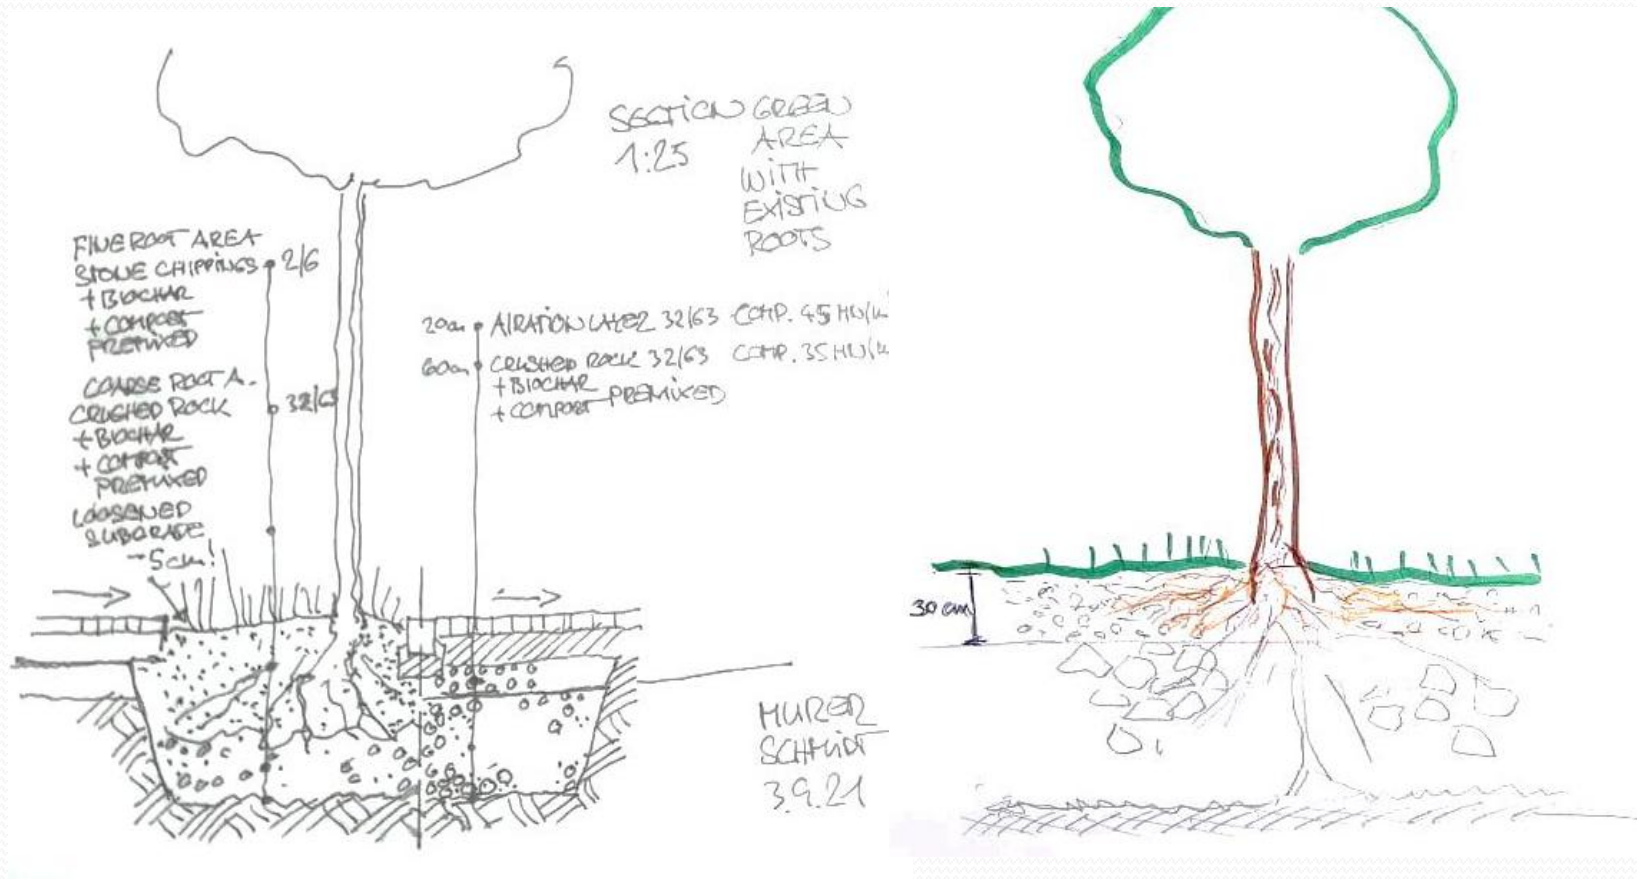 SECTION GREEN
1:25 AREA
WITH
EXISTING
ROOTS
FINE ROOT AREA
STONE CHIPPINGS 2/6
+ BIOCHAR
+ COMPOST
PREMIXED
COARSE ROOT A.
CRUSHED ROCK 32/63
+ BIOCHAR
+ COMPOST
PREMIXED
LOOSENED
SUBGRADE
~5cm!
20cm AIRATION LAYER 32/63 COMP. 45 MN/
60cm CRUSHED ROCK 32/63 COMP. 35 MN/
+ BIOCHAR
+ COMPOST PREMIXED
MURER
SCHMIDT
3.9.21
30 cm